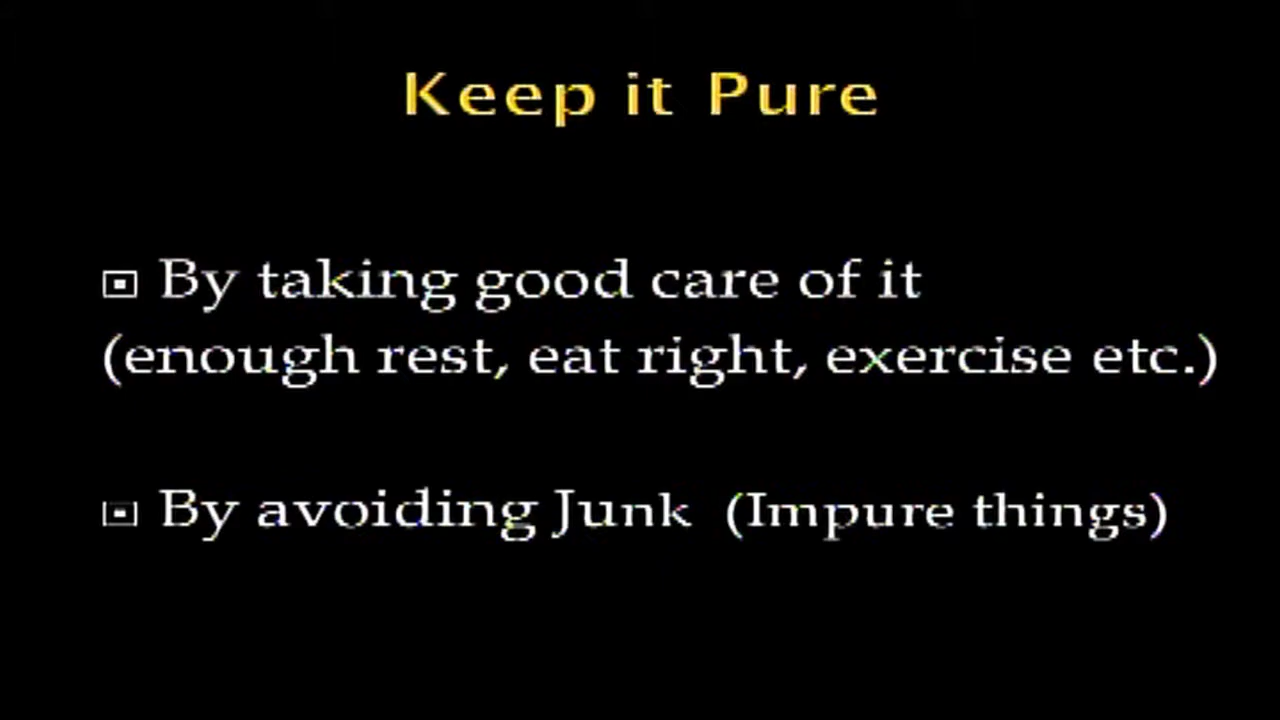 Keep it Pure
By taking good care of it
(enough rest, eat right, exercise etc.)
By avoiding Junk (Impure things)